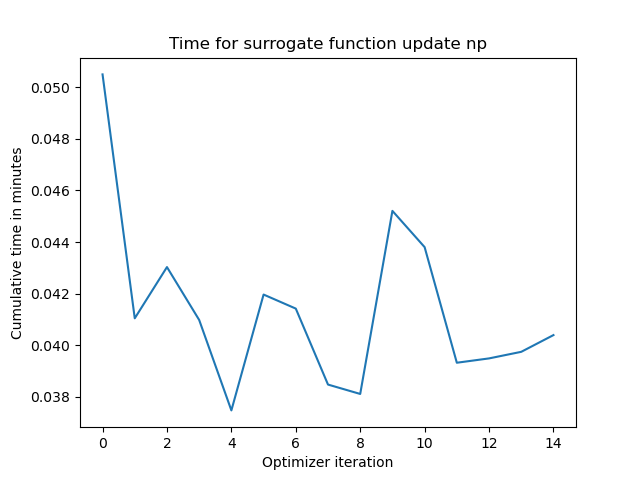 Time for surrogate function update np
Cumulative time in minutes
0.050
0.048
0.046
0.044
0.042
0.040
0.038
0 2 4 6 8 10 12 14
Optimizer iteration